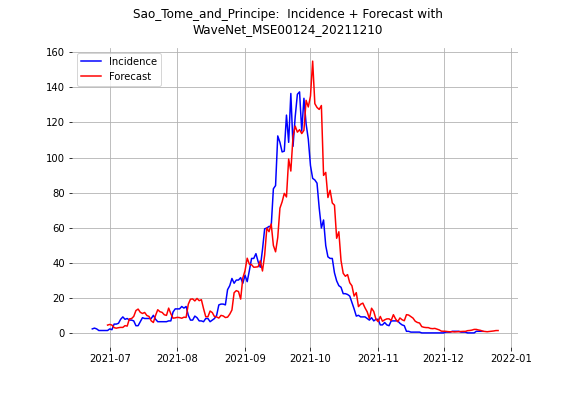 Sao_Tome_and_Principe:  Incidence + Forecast with
WaveNet_MSE00124_20211210
Incidence
Forecast
160
140
120
100
80
60
40
20
0
2021-07 2021-08 2021-09 2021-10 2021-11 2021-12 2022-01